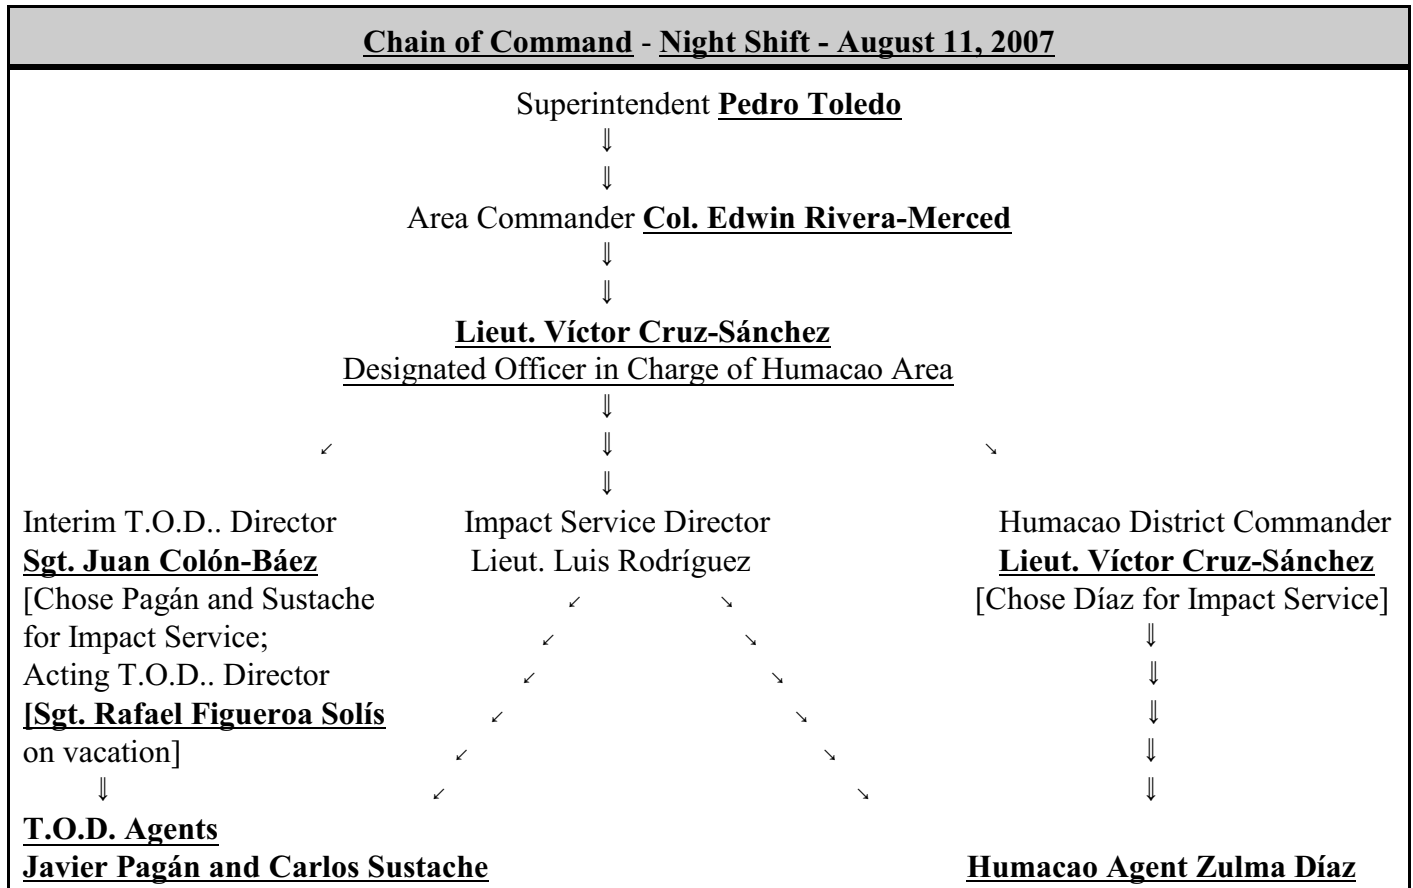 Chain of Command - Night Shift - August 11, 2007
Superintendent Pedro Toledo
⇓
⇓
Area Commander Col. Edwin Rivera-Merced
⇓
⇓
Lieut. Víctor Cruz-Sánchez
Designated Officer in Charge of Humacao Area
⇓
↙ ⇓ ↘
⇓
Interim T.O.D.. Director Impact Service Director Humacao District Commander
Sgt. Juan Colón-Báez Lieut. Luis Rodríguez Lieut. Víctor Cruz-Sánchez
[Chose Pagán and Sustache ↙ ↘ [Chose Díaz for Impact Service]
for Impact Service; ↙ ↘ ⇓
Acting T.O.D.. Director ↙ ↘ ⇓
[Sgt. Rafael Figueroa Solís ↙ ↘ ⇓
on vacation] ↙ ↘ ⇓
⇓ ↙ ↘ ⇓
T.O.D. Agents
Javier Pagán and Carlos Sustache Humacao Agent Zulma Díaz